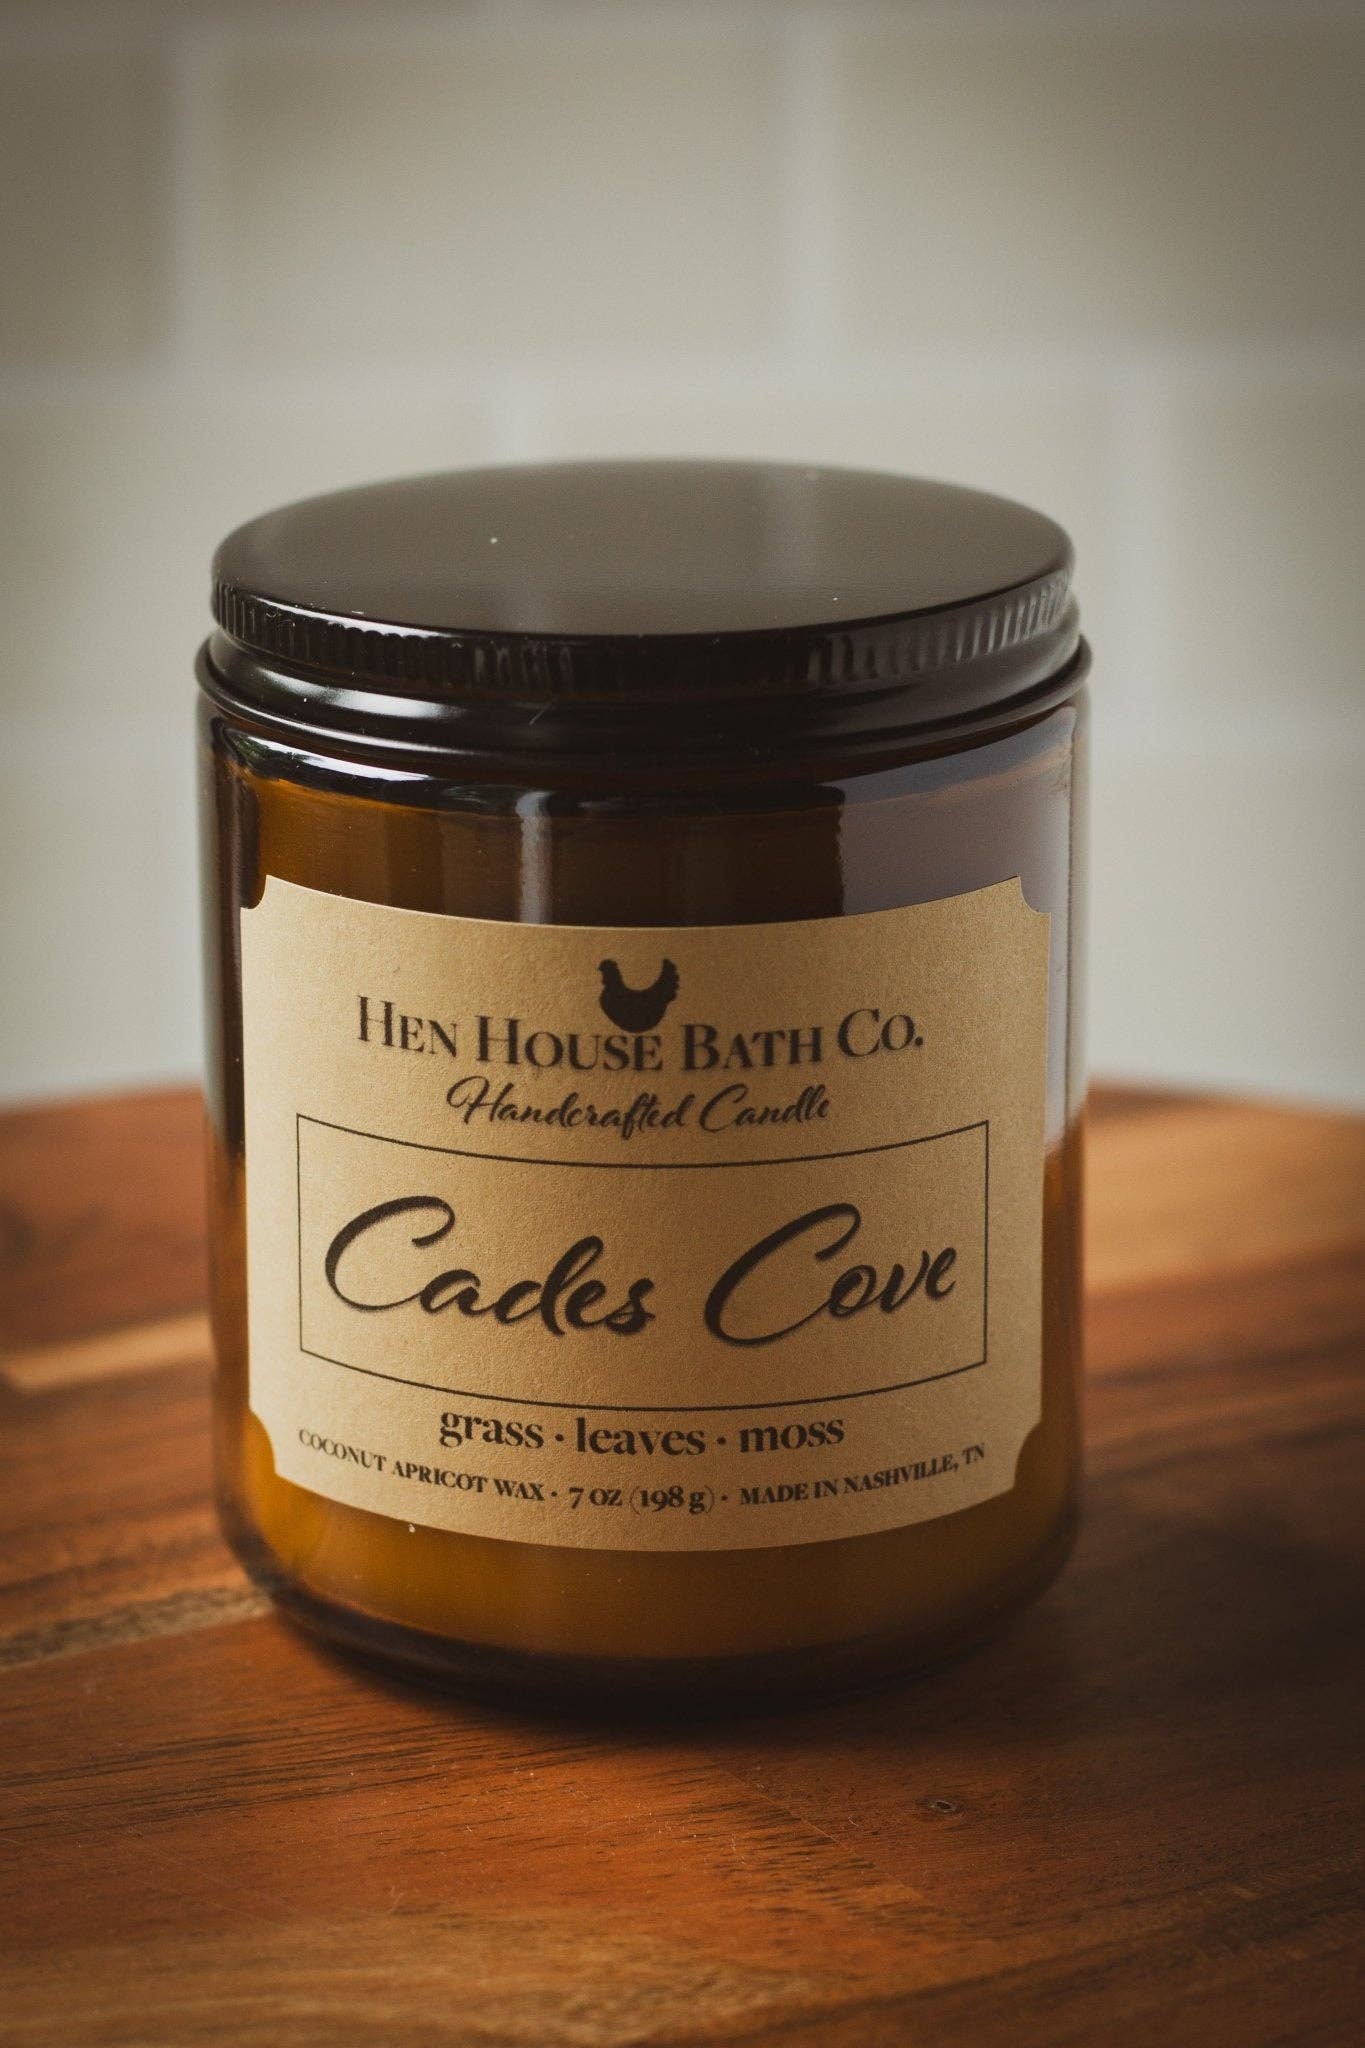 Hen House Bath Co.
Handcrafted Candle
Cades Cove
grass · leaves · moss
COCONUT APRICOT WAX · 7 OZ (198 g) · MADE IN NASHVILLE, TN